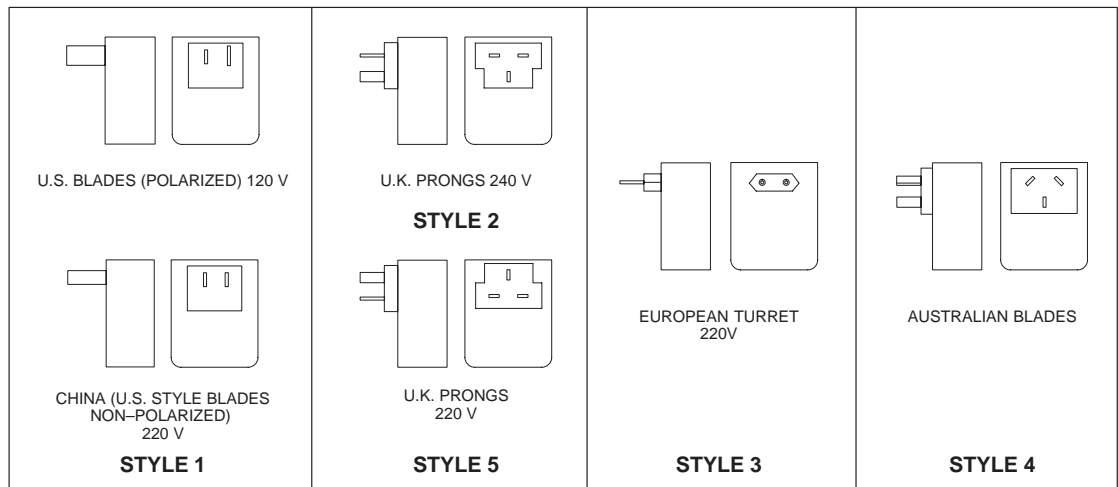 U.S. BLADES (POLARIZED) 120 V
CHINA (U.S. STYLE BLADES
NON–POLARIZED)
220 V
STYLE 1
U.K. PRONGS 240 V
STYLE 2
U.K. PRONGS
220 V
STYLE 5
EUROPEAN TURRET
220V
STYLE 3
AUSTRALIAN BLADES
STYLE 4